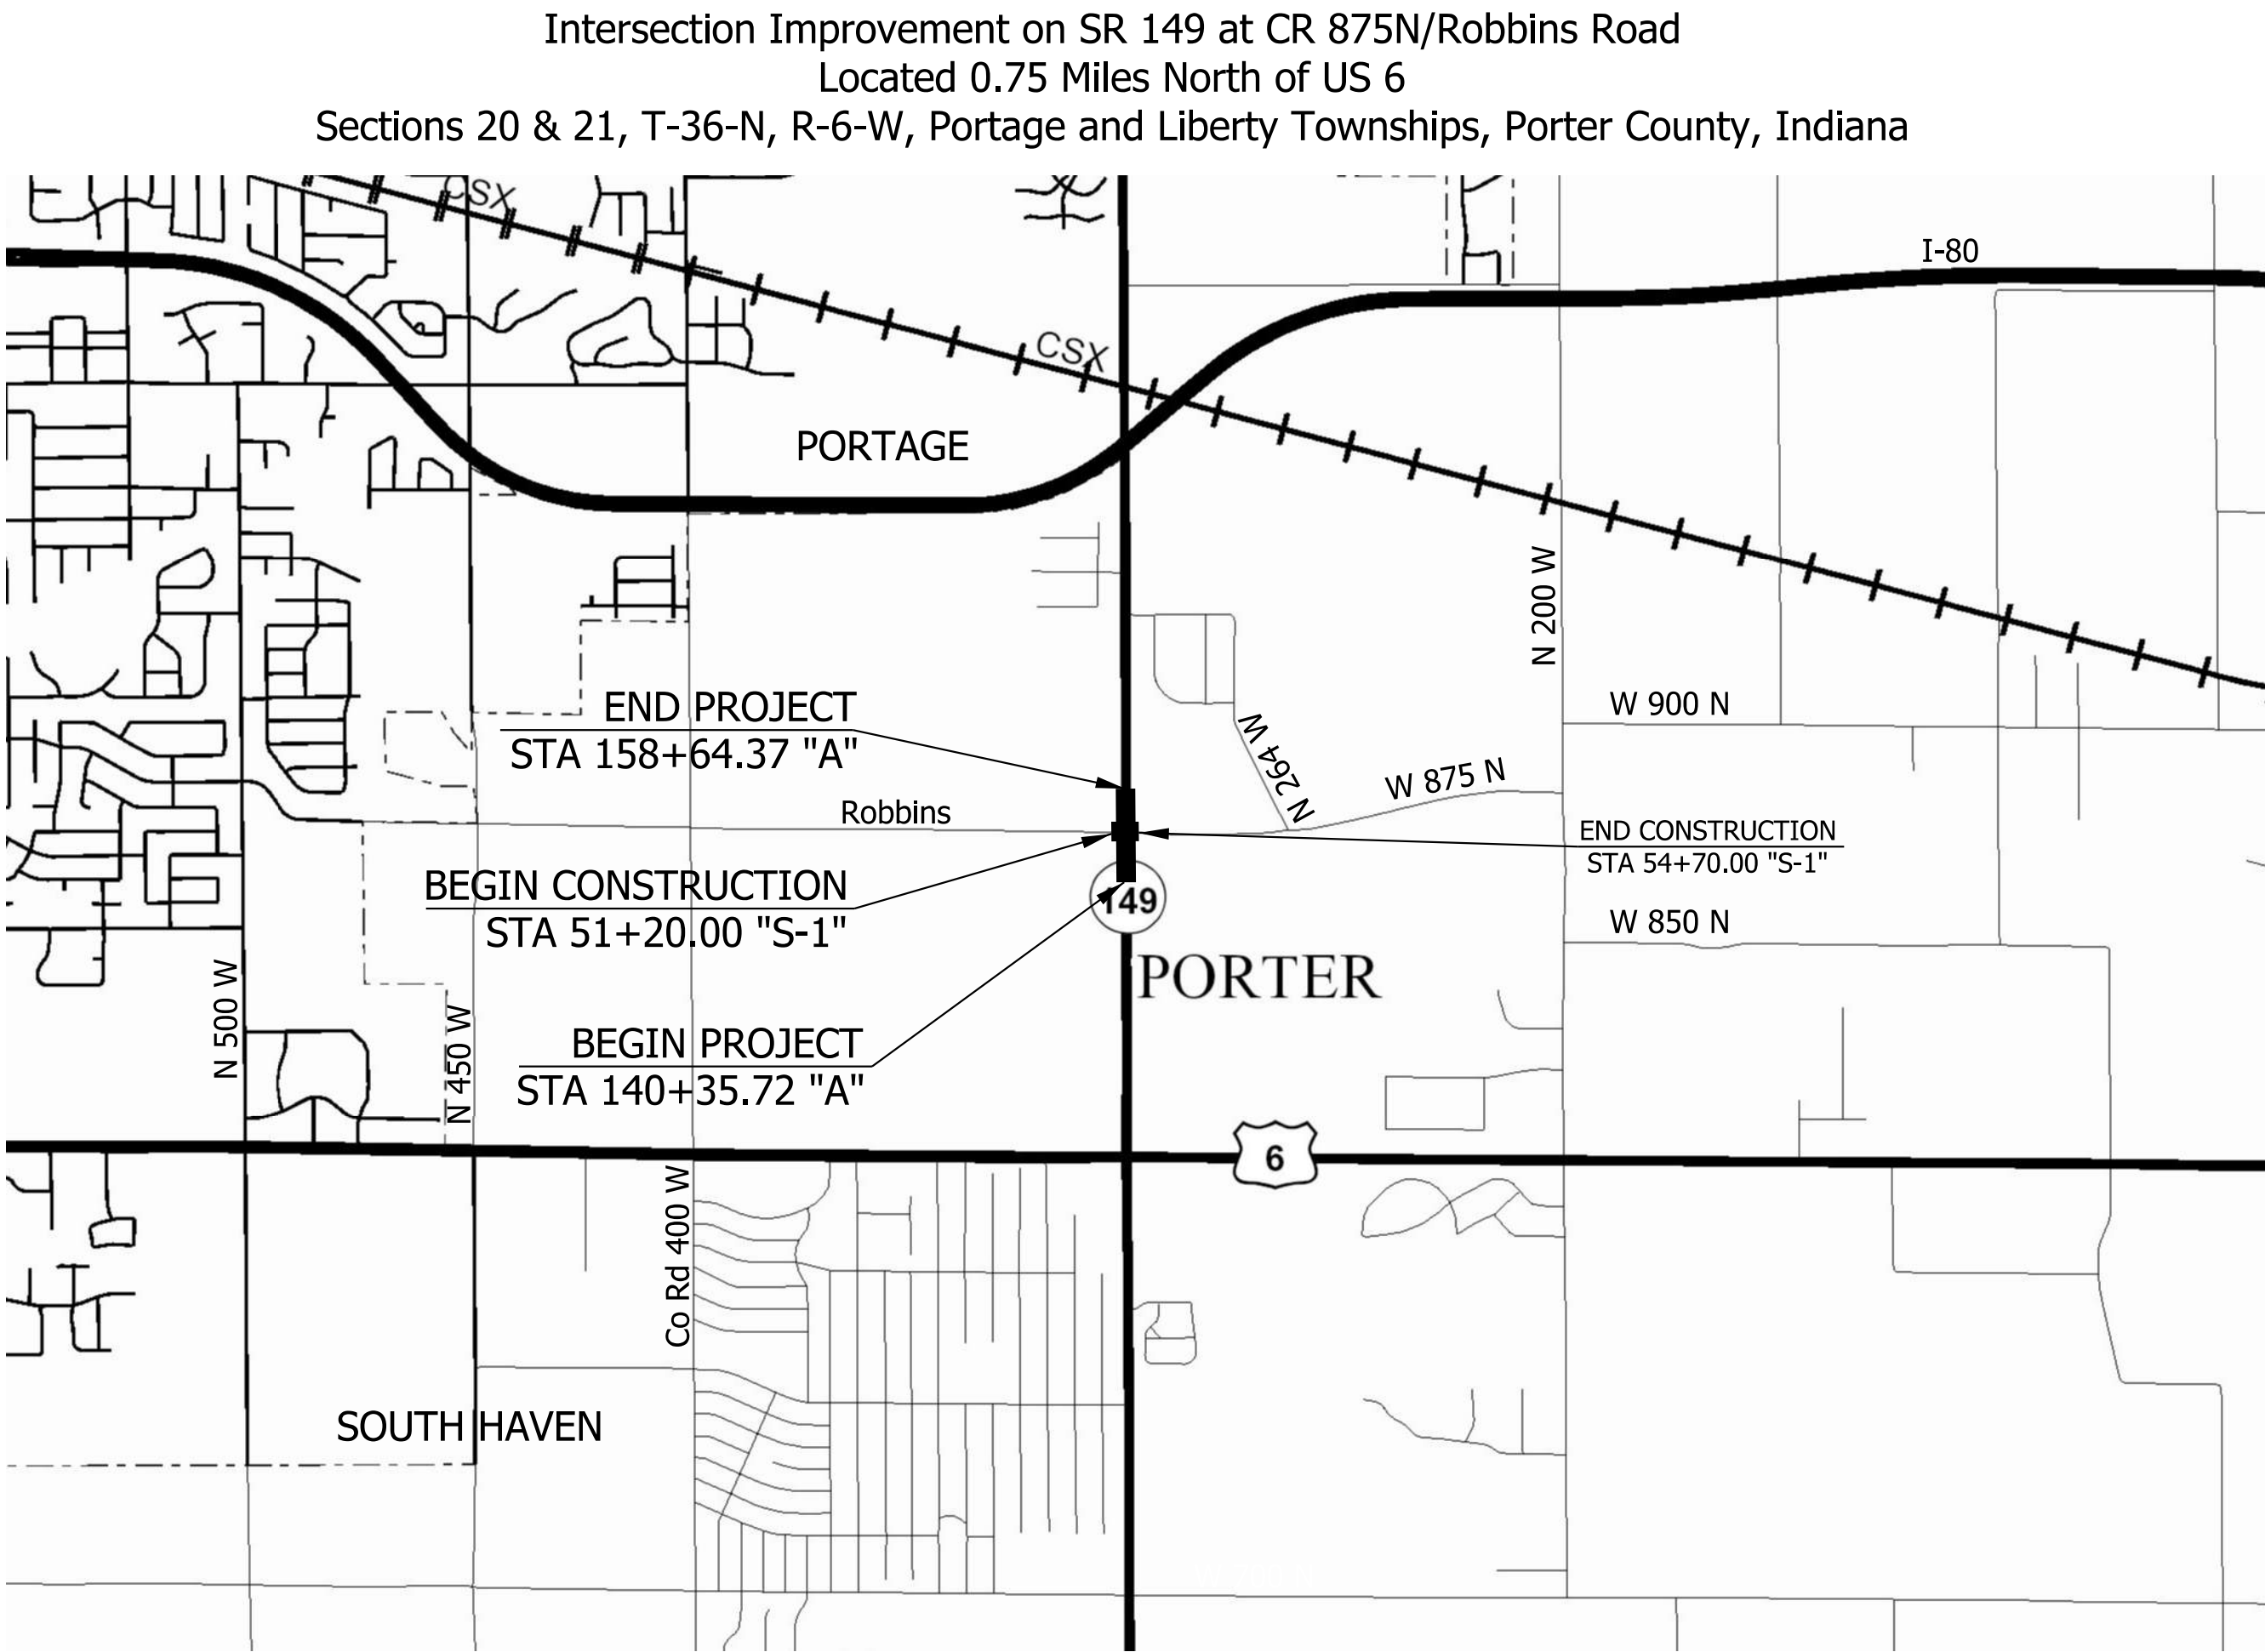 Intersection Improvement on SR 149 at CR 875N/Robbins Road
Located 0.75 Miles North of US 6
Sections 20 & 21, T-36-N, R-6-W, Portage and Liberty Townships, Porter County, Indiana
CSX
I-80
CSX
PORTAGE
N 200 W
END PROJECT
STA 158+64.37 "A"
W 900 N
N 264 W
W 875 N
Robbins
END CONSTRUCTION
STA 54+70.00 "S-1"
BEGIN CONSTRUCTION
STA 51+20.00 "S-1"
149
W 850 N
PORTER
N 500 W
N 450 W
BEGIN PROJECT
STA 140+35.72 "A"
6
Co Rd 400 W
SOUTH HAVEN